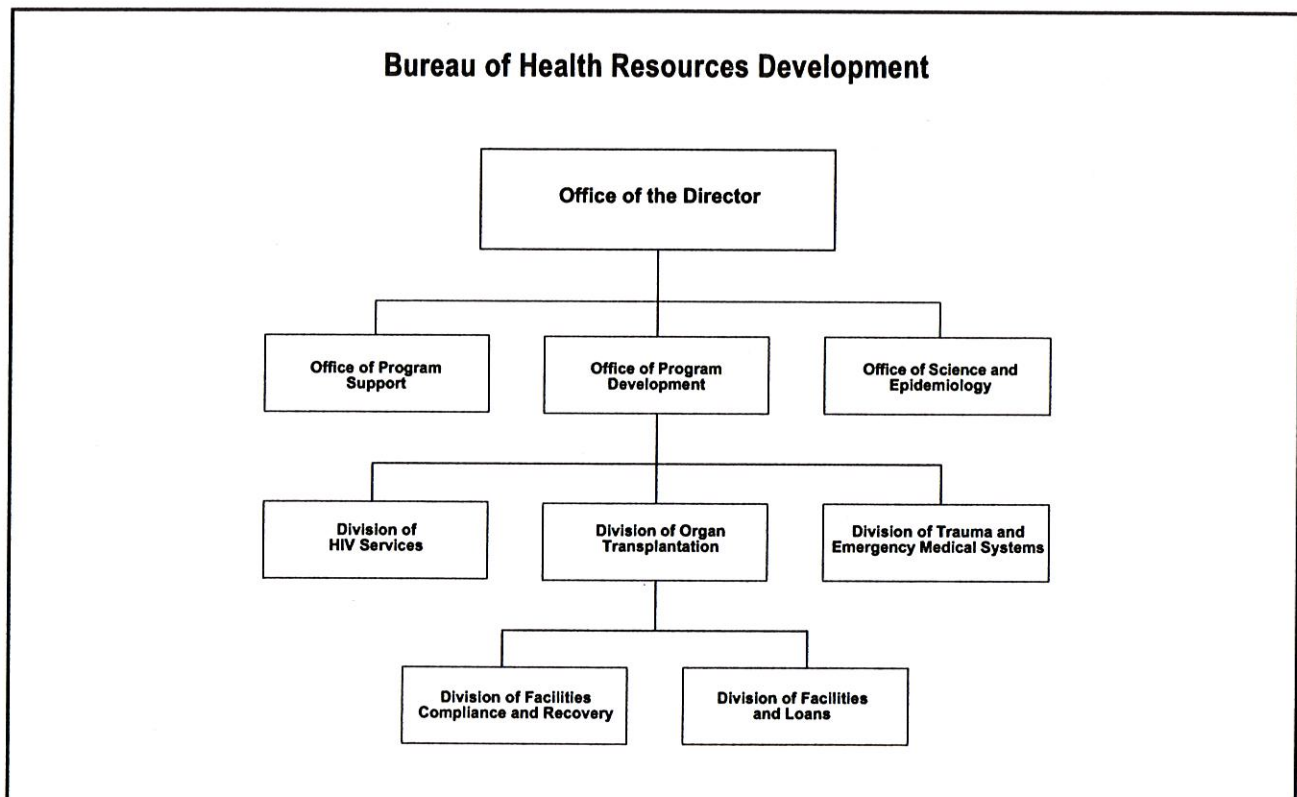 Bureau of Health Resources Development
Office of the Director
Office of Program
Support
Office of Program
Development
Office of Science and
Epidemiology
Division of
HIV Services
Division of Organ
Transplantation
Division of Trauma and
Emergency Medical Systems
Division of Facilities
Compliance and Recovery
Division of Facilities
and Loans